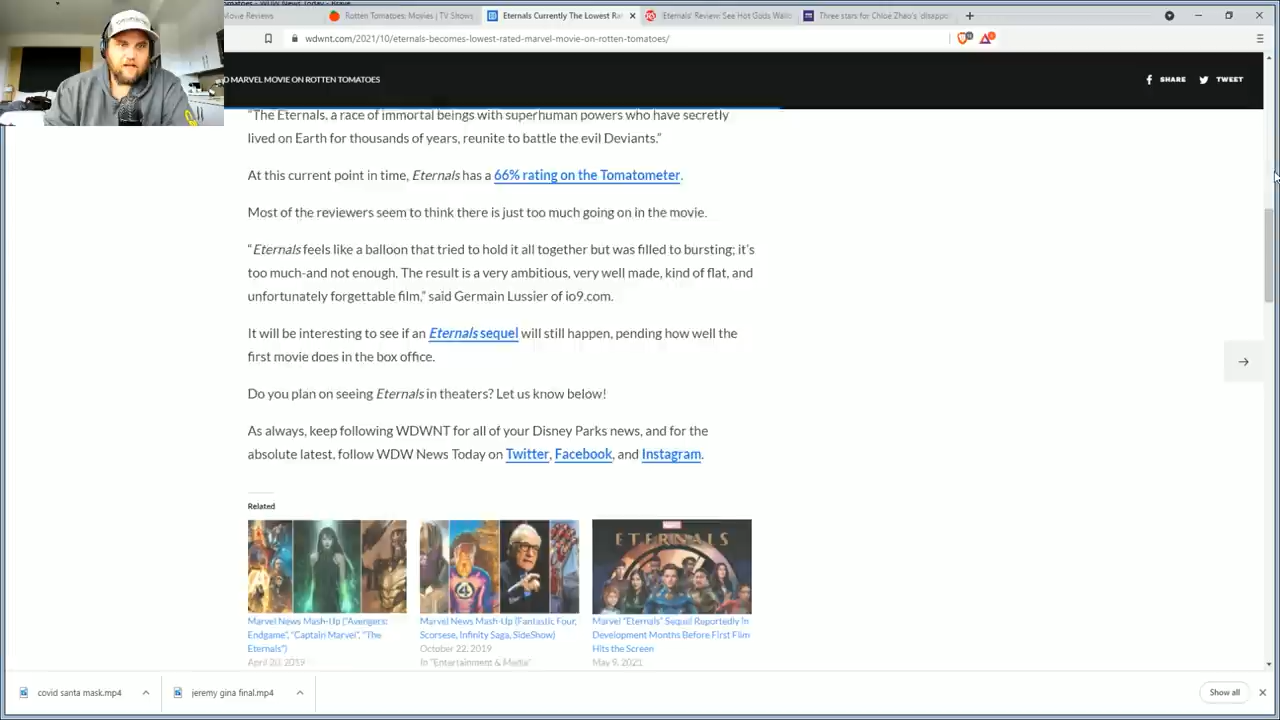 Movie Reviews
Rotten Tomatoes: Movies | TV Shows
Eternals Currently The Lowest Ra
'Eternals' Review: See Hot Gods Wallo
Three stars for Chloé Zhao's 'disappo
wdwnt.com/2021/10/eternals-becomes-lowest-rated-marvel-movie-on-rotten-tomatoes/
D MARVEL MOVIE ON ROTTEN TOMATOES
SHARE
TWEET
"The Eternals, a race of immortal beings with superhuman powers who have secretly
lived on Earth for thousands of years, reunite to battle the evil Deviants."
At this current point in time, Eternals has a 66% rating on the Tomatometer.
Most of the reviewers seem to think there is just too much going on in the movie.
"Eternals feels like a balloon that tried to hold it all together but was filled to bursting; it's
too much-and not enough. The result is a very ambitious, very well made, kind of flat, and
unfortunately forgettable film," said Germain Lussier of io9.com.
It will be interesting to see if an Eternals sequel will still happen, pending how well the
first movie does in the box office.
Do you plan on seeing Eternals in theaters? Let us know below!
As always, keep following WDWNT for all of your Disney Parks news, and for the
absolute latest, follow WDW News Today on Twitter, Facebook, and Instagram.
Related
MARVEL
ETERNALS
Marvel News Mash-Up ("Avengers:
Endgame", "Captain Marvel", "The
Eternals")
April 20, 2019
Marvel News Mash-Up (Fantastic Four,
Scorsese, Infinity Saga, SideShow)
October 22, 2019
In "Entertainment & Media"
Marvel "Eternals" Sequel Reportedly In
Development Months Before First Film
Hits the Screen
May 9, 2021
covid santa mask.mp4
jeremy gina final.mp4
Show all